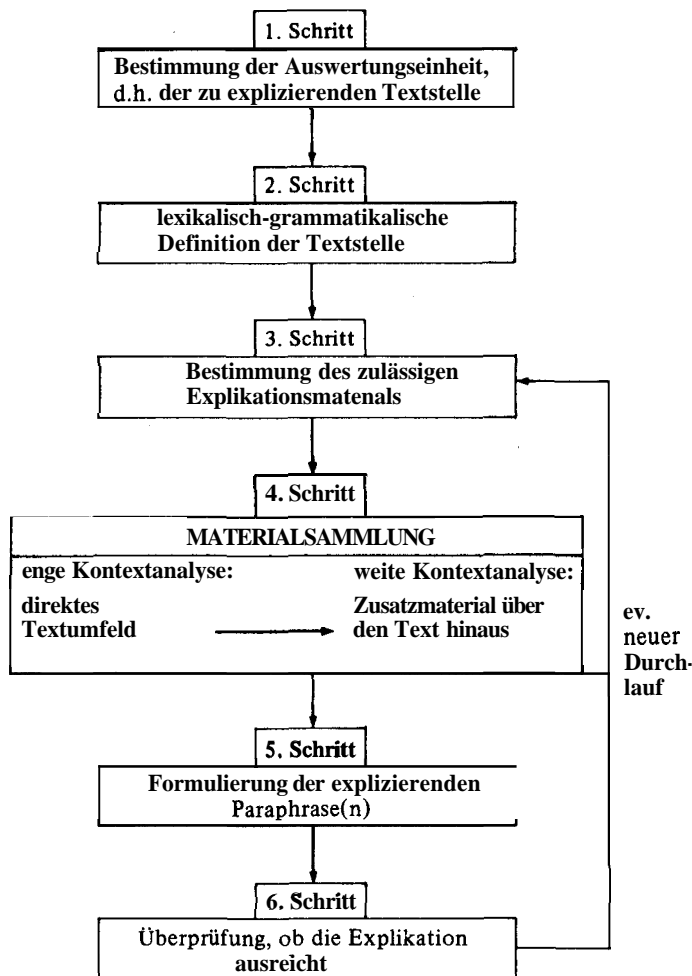 1. Schritt
Bestimmung der Auswertungseinheit,
d.h. der zu explizierenden Textstelle
2. Schritt
lexikalisch-grammatikalische
Definition der Textstelle
3. Schritt
Bestimmung des zulässigen
Explikationsmatenals
4. Schritt
MATERIALSAMMLUNG
enge Kontextanalyse:
direktes
Textumfeld
weite Kontextanalyse:
Zusatzmaterial über
den Text hinaus
ev.
neuer
Durch-
lauf
5. Schritt
Formulierung der explizierenden
Paraphrase(n)
6. Schritt
Überprüfung, ob die Explikation
ausreicht